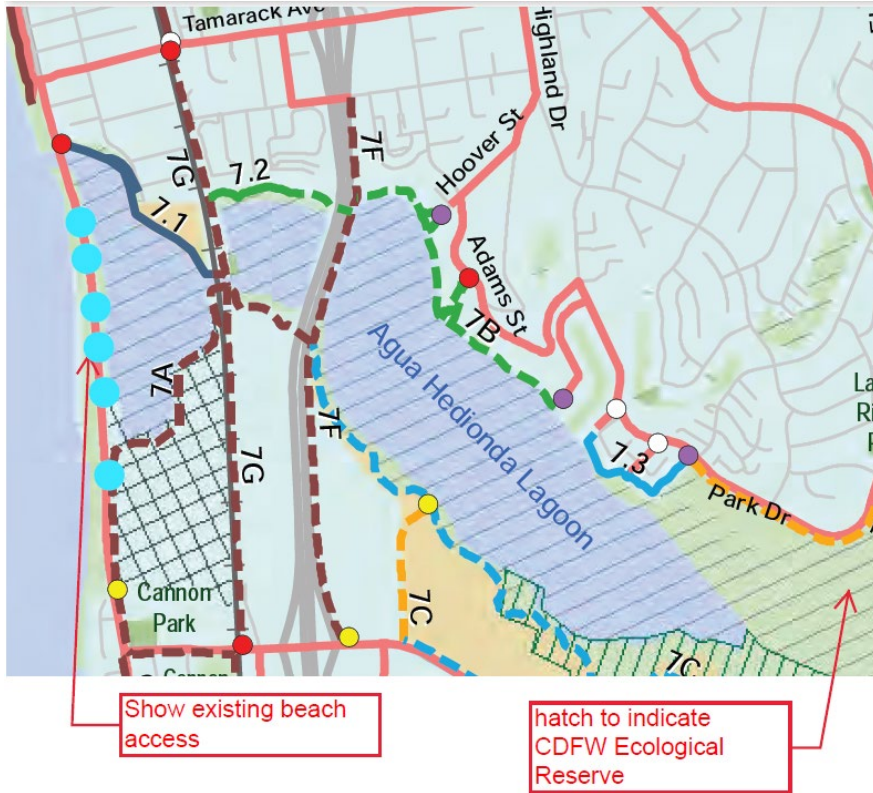 Tamarack Ave
Highland Dr
7F
7G
7.2
Hoover St
7.1
Adams St
7B
7A
Agua Hedionda Lagoon
7F
7G
7.3
Park Dr
Cannon
Park
7C
7C
Show existing beach
access
hatch to indicate
CDFW Ecological
Reserve